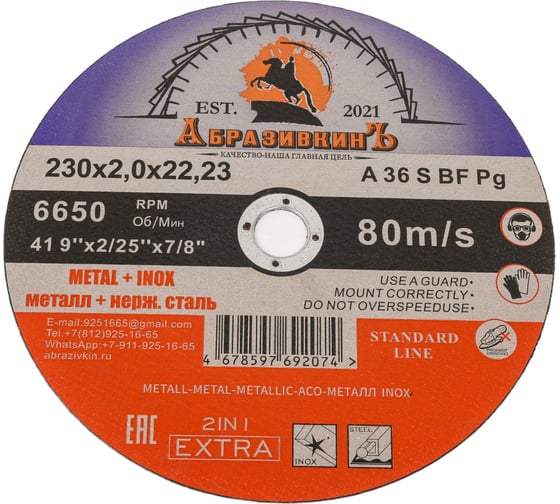 EST. 2021
АБРАЗИВКИНЪ
КАЧЕСТВО-НАША ГЛАВНАЯ ЦЕЛЬ
230x2,0x22,23
A 36 S BF Pg
6650 RPM
Об/Мин
80m/s
41 9''x2/25''x7/8"
METAL + INOX
металл + нерж. сталь
USE A GUARD·
MOUNT CORRECTLY·
DO NOT OVERSPEEDUSE·
E-mail:9251665@gmail.com
Tel.+7(812)925-16-65
WhatsApp:+7-911-925-16-65
abrazivkin.ru
4 678597 692074 >
STANDARD
LINE
PROHIBIT
GRINDING
METALL-METAL-METALLIC-ACO-МЕТАЛЛ INOX
EAC
2IN1
EXTRA
INOX
STEEL